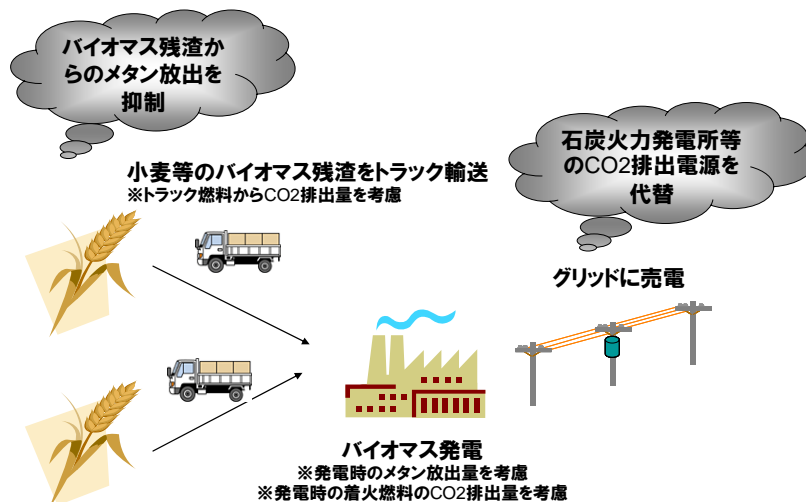 バイオマス残渣か
らのメタン放出を
抑制
石炭火力発電所等
のCO2排出電源を
代替
小麦等のバイオマス残渣をトラック輸送
※トラック燃料からCO2排出量を考慮
グリッドに売電
バイオマス発電
※発電時のメタン放出量を考慮
※発電時の着火燃料のCO2排出量を考慮